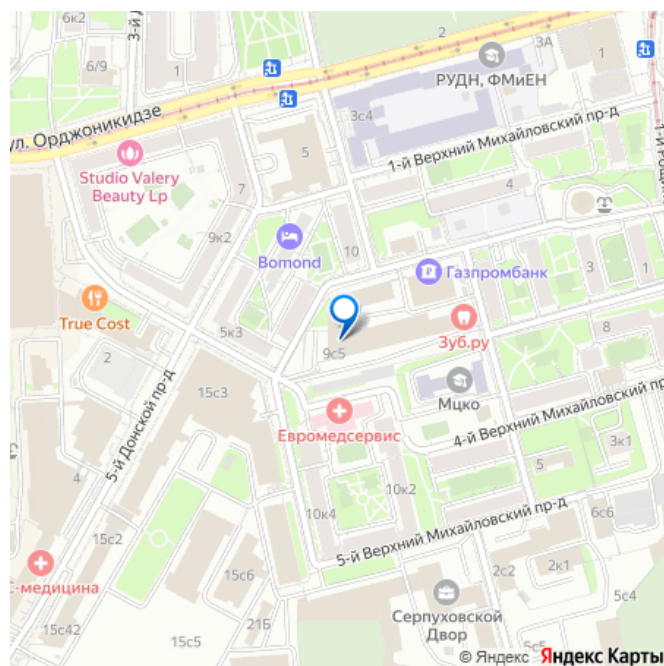 6к2
3-й Д
2
3А
1
РУДН, ФМиЕН
6/9
1
ул. Орджоникидзе
3с4
5
1-й Верхний Михайловский пр-д
1-й Рощ
Studio Valery
Beauty Lp
7
4
9к2
Bomond
10
Газпромбанк
3
1
True Cost
5к3
Зуб.ру
8
9с5
2
15с3
Мцко
5-й Донской пр-д
Евромедсервис
4-й Верхний Михайловский пр
3к1
4
10к2
5
10к4
5-й Верхний Михайловский пр-д
6с6
15с2
С-медицина
15с6
2с2
2к1
5с4
21Б
Серпуховской
Двор
15с42
15с5
5с5
© Яндекс Яндекс Карты